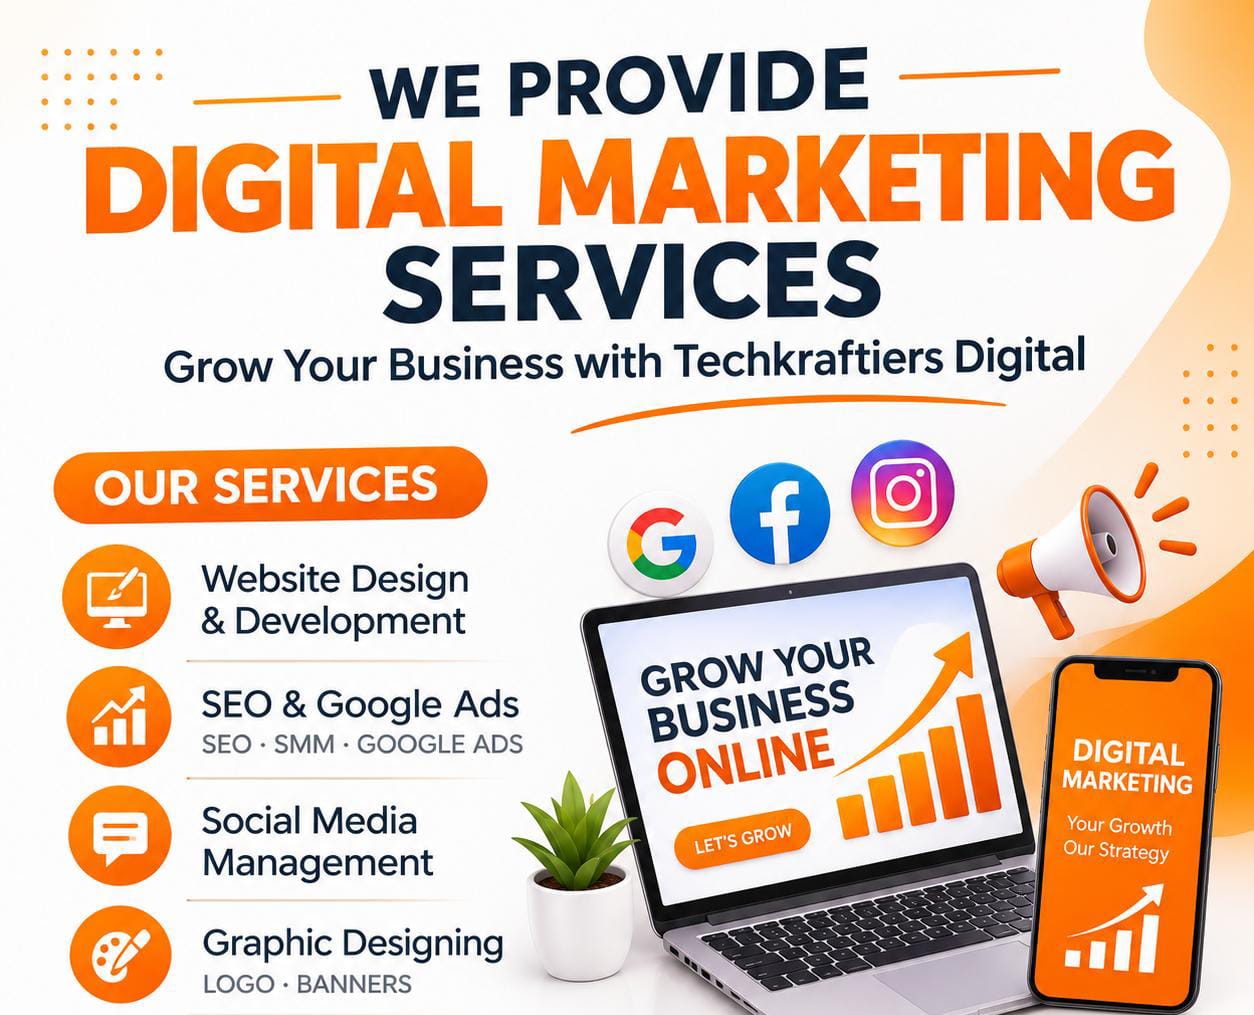 WE PROVIDE
DIGITAL MARKETING
SERVICES
Grow Your Business with Techkraftiers Digital
OUR SERVICES
Website Design
& Development
SEO & Google Ads
SEO · SMM · GOOGLE ADS
Social Media
Management
Graphic Designing
LOGO · BANNERS
GROW YOUR
BUSINESS
ONLINE
LET'S GROW
DIGITAL
MARKETING
Your Growth
Our Strategy